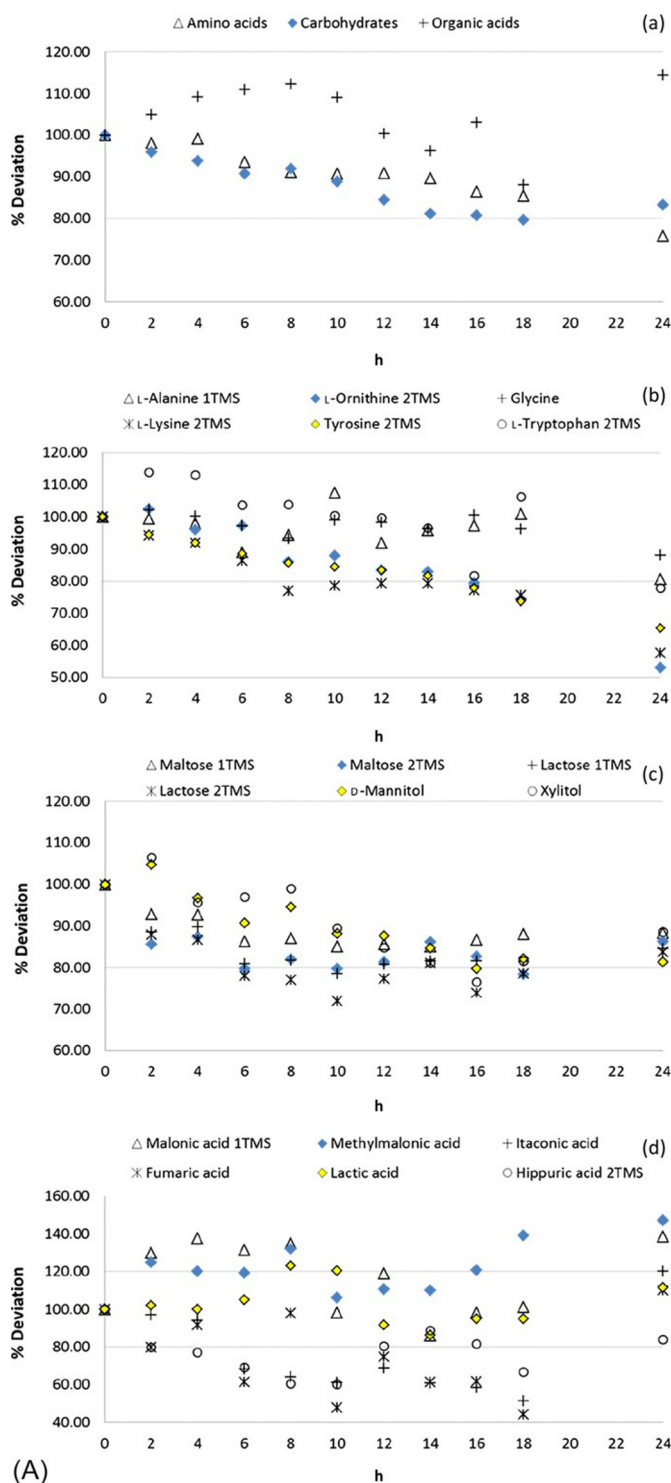 Amino acids Carbohydrates Organic acids (a)
120.00
110.00
100.00
90.00
80.00
70.00
60.00
% Deviation
0 2 4 6 8 10 12 14 16 18 20 22 24
h
L-Alanine 1TMS L-Ornithine 2TMS Glycine (b)
L-Lysine 2TMS Tyrosine 2TMS L-Tryptophan 2TMS
120.00
110.00
100.00
90.00
80.00
70.00
60.00
50.00
% Deviation
0 2 4 6 8 10 12 14 16 18 20 22 24
h
Maltose 1TMS Maltose 2TMS Lactose 1TMS (c)
Lactose 2TMS D-Mannitol Xylitol
120.00
110.00
100.00
90.00
80.00
70.00
60.00
% Deviation
0 2 4 6 8 10 12 14 16 18 20 22 24
h
Malonic acid 1TMS Methylmalonic acid Itaconic acid (d)
Fumaric acid Lactic acid Hippuric acid 2TMS
160.00
140.00
120.00
100.00
80.00
60.00
40.00
% Deviation
0 2 4 6 8 10 12 14 16 18 20 22 24
h
(A)